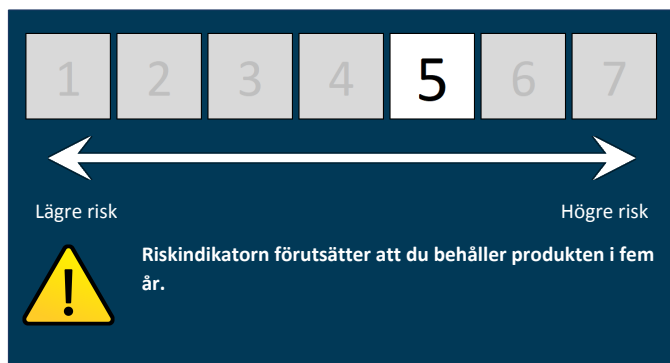 1 2 3 4 5 6 7
Lägre risk Högre risk
Riskindikatorn förutsätter att du behåller produkten i fem
år.